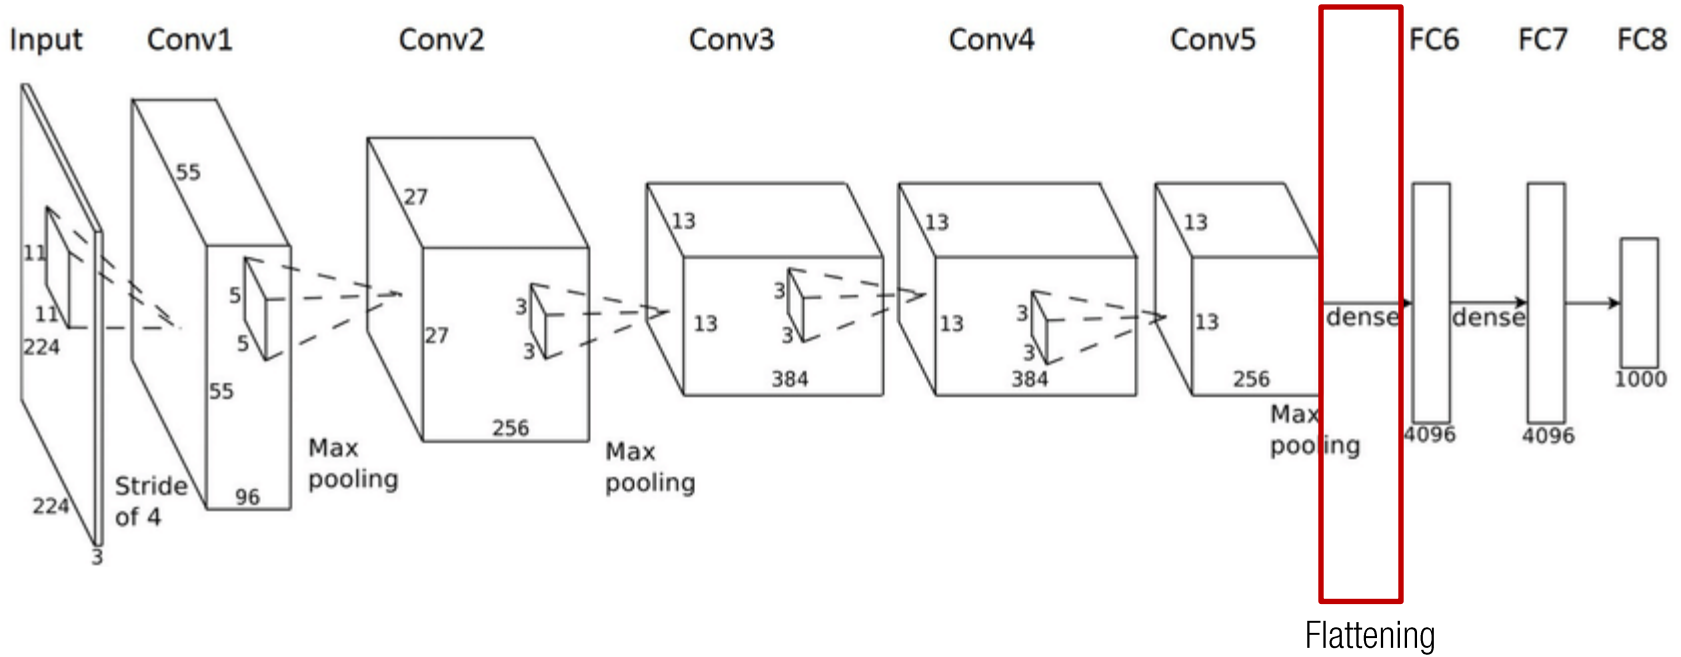 Input Conv1 Conv2 Conv3 Conv4 Conv5 FC6 FC7 FC8
11
11
224
224
3
Stride
of 4
55
55
96
5
5
Max
pooling
27
27
256
3
3
Max
pooling
13
13
384
3
3
13
13
384
3
3
13
13
256
Max
pooling
dense
4096
dense
4096
1000
Flattening